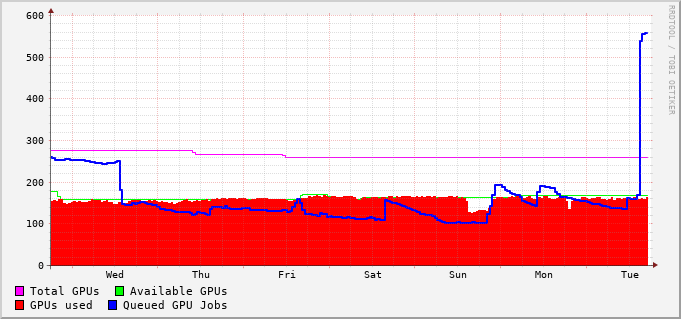 600
500
400
300
200
100
0
Wed Thu Fri Sat Sun Mon Tue
Total GPUs Available GPUs
GPUs used Queued GPU Jobs
RRDTOOL / TOBI OETIKER